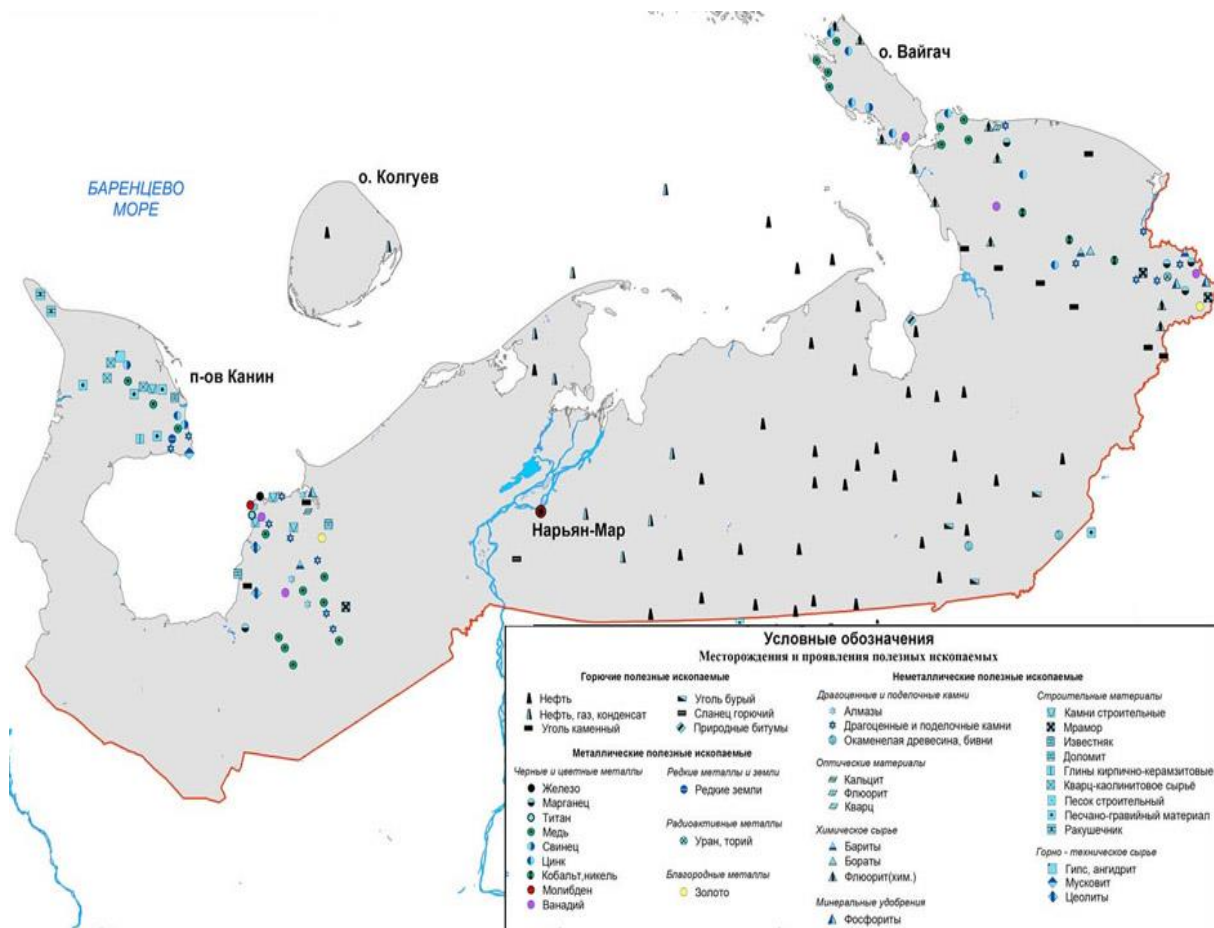 о. Вайгач
о. Колгуев
БАРЕНЦЕВО
МОРЕ
п-ов Канин
Нарьян-Мар
Условные обозначения
Месторождения и проявления полезных ископаемых
Горючие полезные ископаемые
Нефть
Нефть, газ, конденсат
Уголь каменный
Уголь бурый
Сланец горючий
Природные битумы
Металлические полезные ископаемые
Черные и цветные металлы
Железо
Марганец
Титан
Медь
Свинец
Цинк
Кобальт,никель
Молибден
Ванадий
Редкие металлы и земли
Редкие земли
Радиоактивные металлы
Уран, торий
Благородные металлы
Золото
Неметаллические полезные ископаемые
Драгоценные и поделочные камни
Алмазы
Драгоценные и поделочные камни
Окаменелая древесина, бивни
Оптические материалы
Кальцит
Флюорит
Кварц
Химическое сырье
Бариты
Бораты
Флюорит(хим.)
Минеральные удобрения
Фосфориты
Строительные материалы
Камни строительные
Мрамор
Известняк
Доломит
Глины кирпично-керамзитовые
Кварц-каолинитовое сырьё
Песок строительный
Песчано-гравийный материал
Ракушечник
Горно - техническое сырье
Гипс, ангидрит
Мусковит
Цеолиты